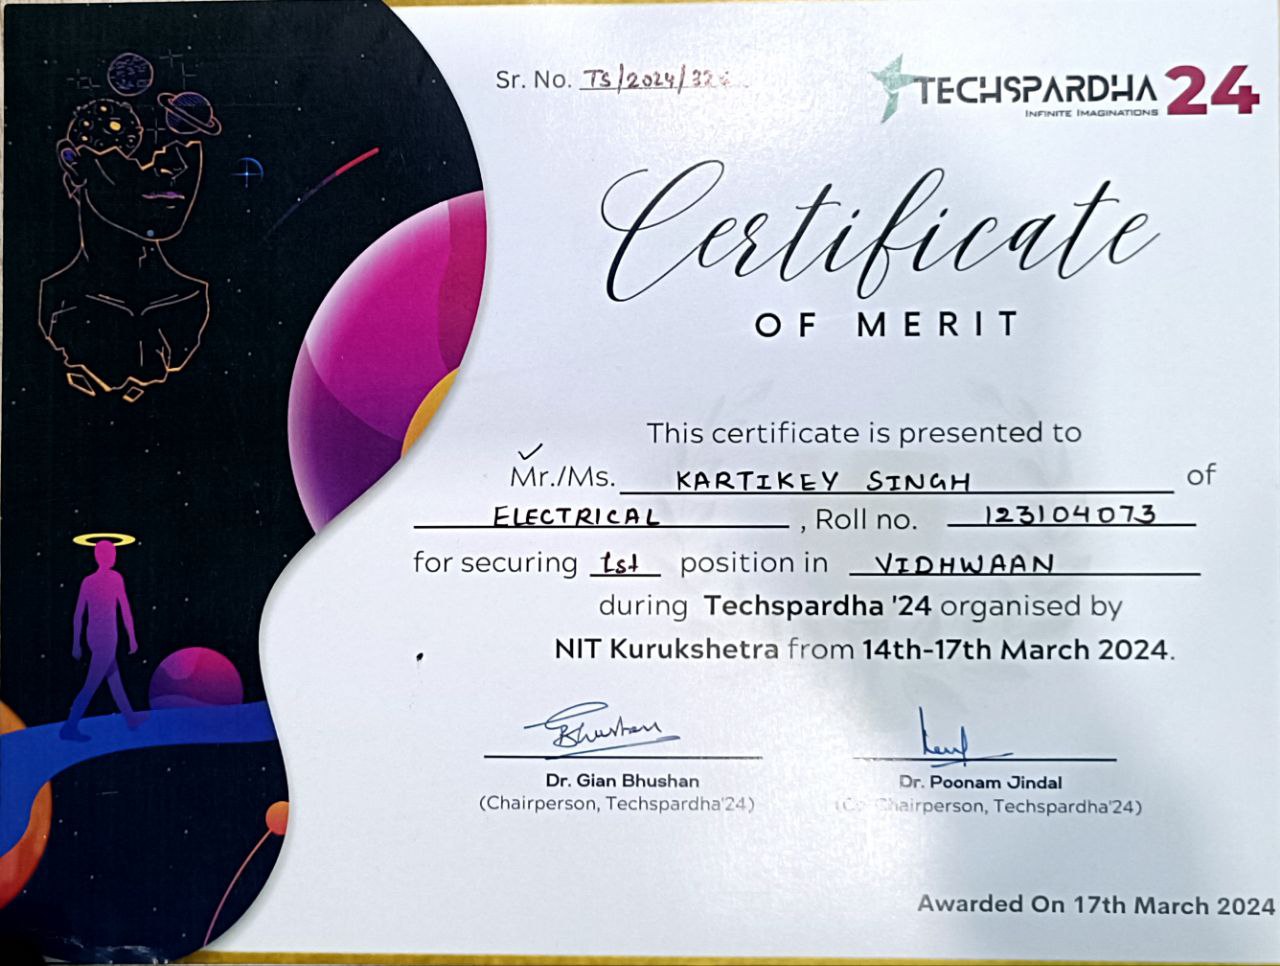 Sr. No. TS/2024/32
TECHSPARDHA 24
INFINITE IMAGINATIONS
Certificate
OF MERIT
This certificate is presented to
Mr./Ms. KARTIKEY SINGH of
ELECTRICAL , Roll no. 123104073
for securing 1st position in VIDHWAAN
during Techspardha '24 organised by
NIT Kurukshetra from 14th-17th March 2024.
Bhushan
Dr. Gian Bhushan
Dr. Poonam Jindal
(Chairperson, Techspardha'24)
(Co Chairperson, Techspardha'24)
Awarded On 17th March 2024